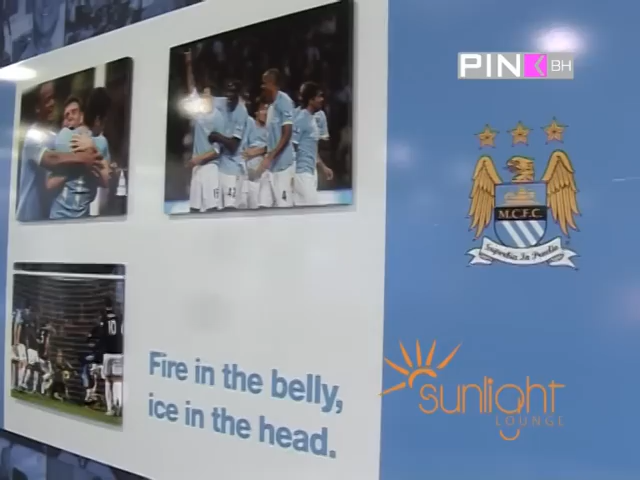 PINK BH
M.C.F.C.
Superbia In Proelio
Fire in the belly,
ice in the head.
sunlight
LOUNGE